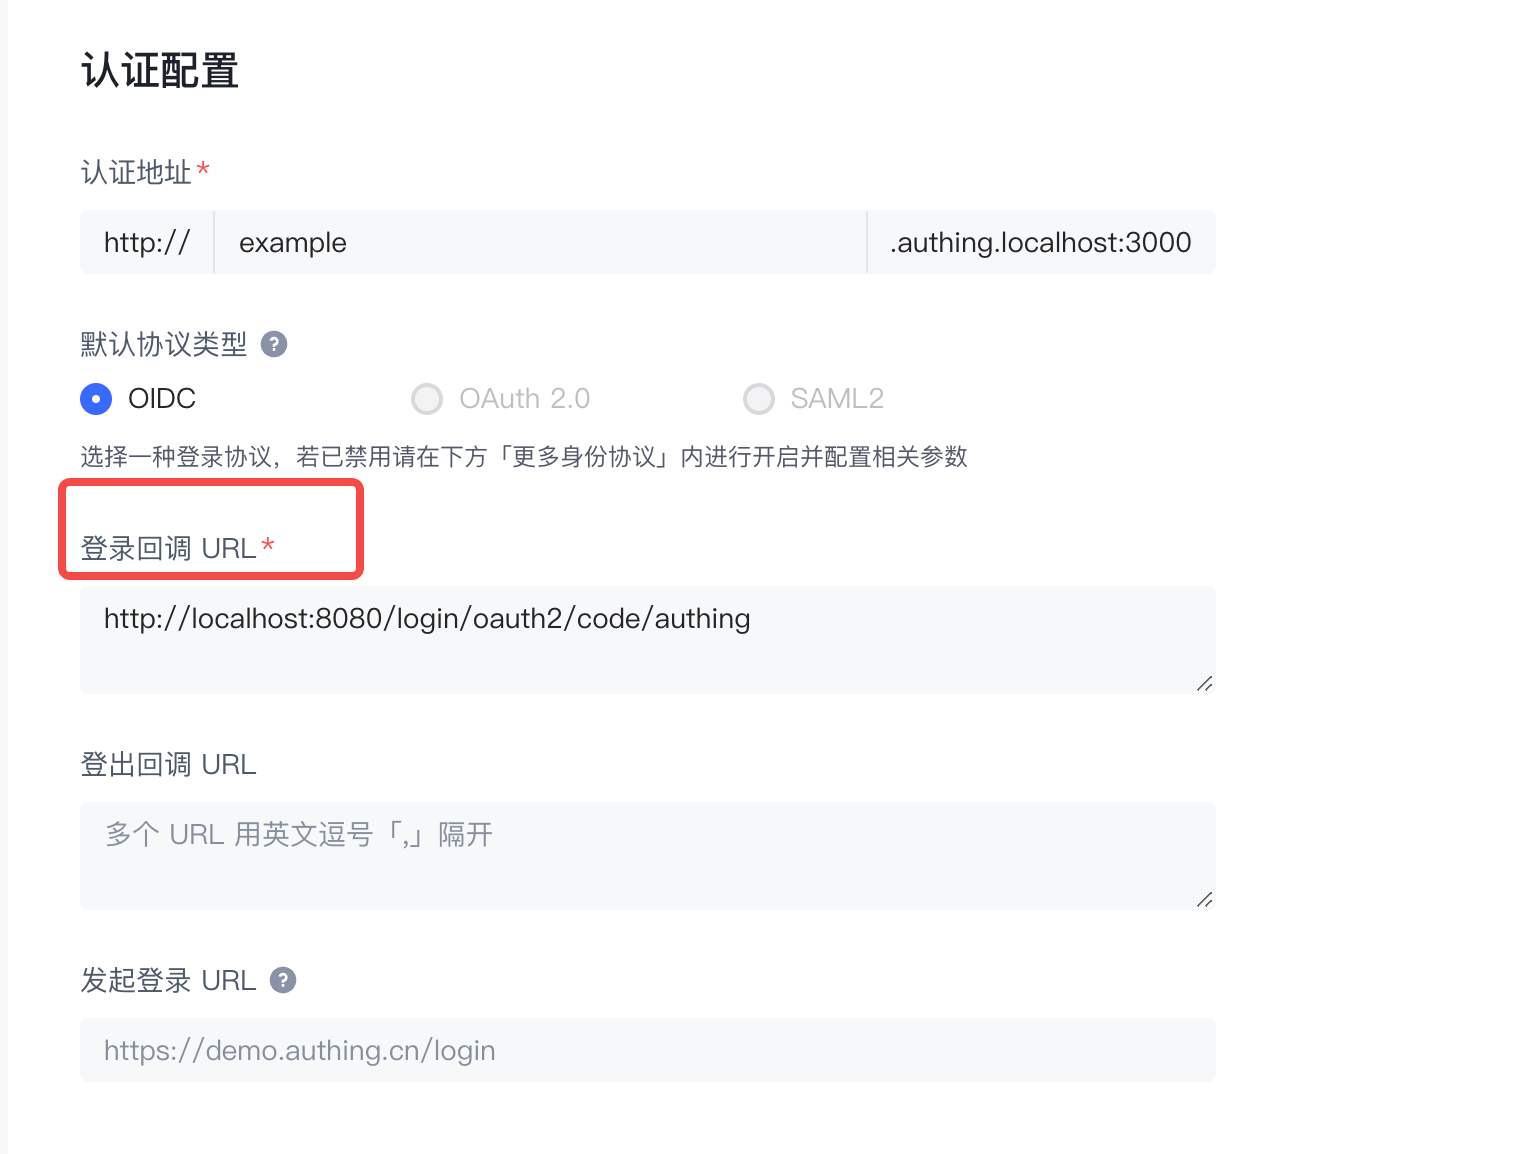 认证配置
认证地址*
http:// example .authing.localhost:3000
默认协议类型 ?
OIDC OAuth 2.0 SAML2
选择一种登录协议，若已禁用请在下方「更多身份协议」内进行开启并配置相关参数
登录回调 URL*
http://localhost:8080/login/oauth2/code/authing
登出回调 URL
多个 URL 用英文逗号「,」隔开
发起登录 URL ?
https://demo.authing.cn/login